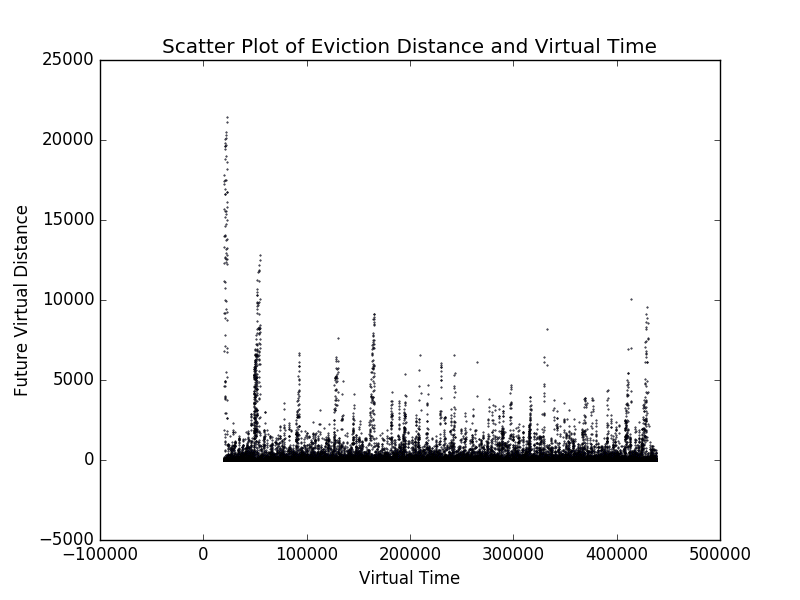 Scatter Plot of Eviction Distance and Virtual Time
25000
20000
15000
10000
5000
0
−5000
Future Virtual Distance
−100000 0 100000 200000 300000 400000 500000
Virtual Time